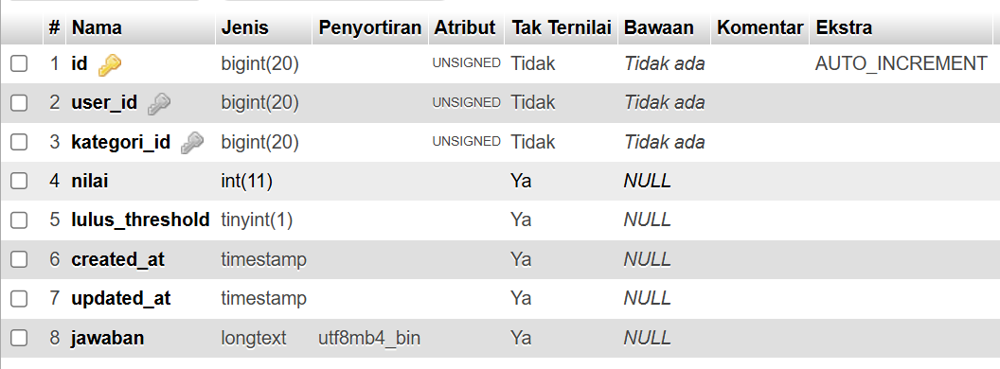 # Nama Jenis Penyortiran Atribut Tak Ternilai Bawaan Komentar Ekstra
1 id bigint(20) UNSIGNED Tidak Tidak ada AUTO_INCREMENT
2 user_id bigint(20) UNSIGNED Tidak Tidak ada
3 kategori_id bigint(20) UNSIGNED Tidak Tidak ada
4 nilai int(11) Ya NULL
5 lulus_threshold tinyint(1) Ya NULL
6 created_at timestamp Ya NULL
7 updated_at timestamp Ya NULL
8 jawaban longtext utf8mb4_bin Ya NULL